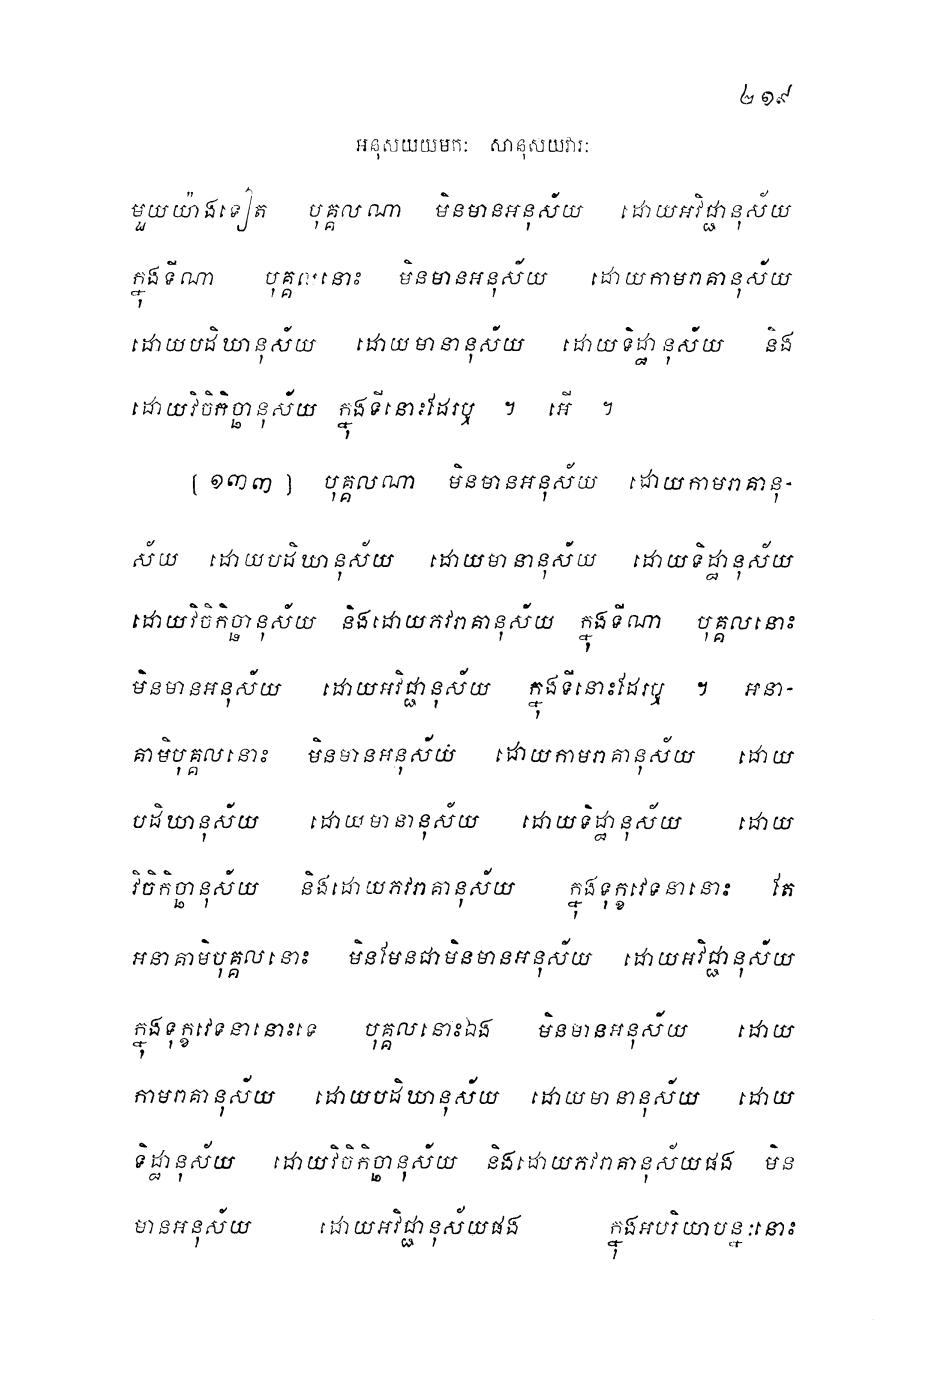 ២១៩
អនុសយយមកៈ សានុសយវារៈ
មួយយ៉ាងទៀត បុគ្គលណា មិនមានអនុស័យ ដោយអវិជ្ជានុស័យ
ក្នុងទីណា បុគ្គលនោះ មិនមានអនុស័យ ដោយកាមរាគានុស័យ
ដោយបដិឃានុស័យ ដោយមានានុស័យ ដោយទិដ្ឋានុស័យ និង
ដោយវិចិកិច្ឆានុស័យ ក្នុងទីនោះដែរឬ ។ អើ ។
(១៣៣) បុគ្គលណា មិនមានអនុស័យ ដោយកាមរាគានុ-
ស័យ ដោយបដិឃានុស័យ ដោយមានានុស័យ ដោយទិដ្ឋានុស័យ
ដោយវិចិកិច្ឆានុស័យ និងដោយភវរាគានុស័យ ក្នុងទីណា បុគ្គលនោះ
មិនមានអនុស័យ ដោយអវិជ្ជានុស័យ ក្នុងទីនោះដែរឬ ។ អនា-
គាមិបុគ្គលនោះ មិនមានអនុស័យ ដោយកាមរាគានុស័យ ដោយ
បដិឃានុស័យ ដោយមានានុស័យ ដោយទិដ្ឋានុស័យ ដោយ
វិចិកិច្ឆានុស័យ និងដោយភវរាគានុស័យ ក្នុងទុក្ខវេទនានោះ តែ
អនាគាមិបុគ្គលនោះ មិនមែនជាមិនមានអនុស័យ ដោយអវិជ្ជានុស័យ
ក្នុងទុក្ខវេទនានោះទេ បុគ្គលនោះឯង មិនមានអនុស័យ ដោយ
កាមរាគានុស័យ ដោយបដិឃានុស័យ ដោយមានានុស័យ ដោយ
ទិដ្ឋានុស័យ ដោយវិចិកិច្ឆានុស័យ និងដោយភវរាគានុស័យផង មិន
មានអនុស័យ ដោយអវិជ្ជានុស័យផង ក្នុងអបរិយាបន្នៈនោះ